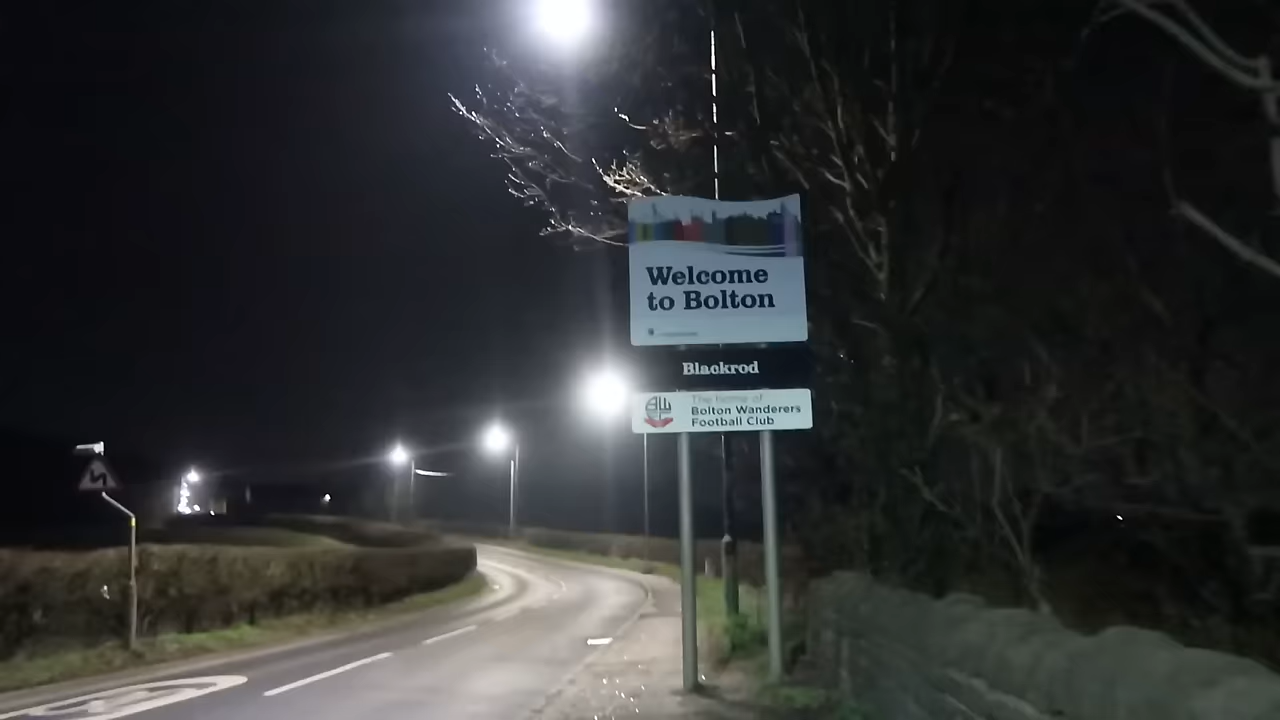 Welcome
to Bolton
Blackrod
The home of
Bolton Wanderers
Football Club